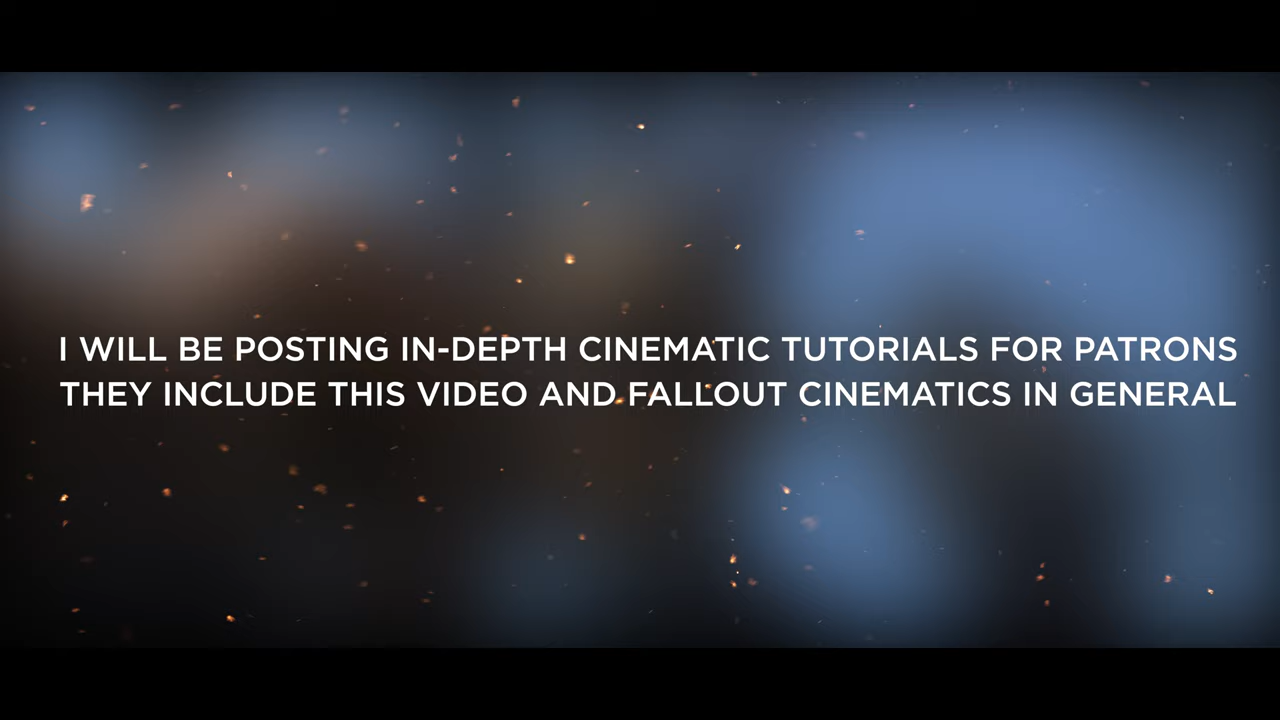 I WILL BE POSTING IN-DEPTH CINEMATIC TUTORIALS FOR PATRONS
THEY INCLUDE THIS VIDEO AND FALLOUT CINEMATICS IN GENERAL